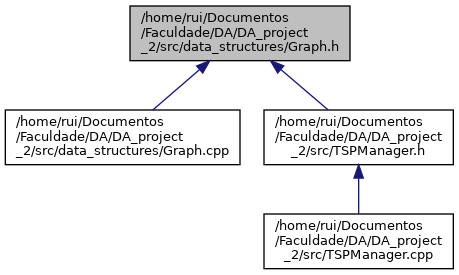 /home/rui/Documentos
/Faculdade/DA/DA_project
_2/src/data_structures/Graph.h
/home/rui/Documentos
/Faculdade/DA/DA_project
_2/src/data_structures/Graph.cpp
/home/rui/Documentos
/Faculdade/DA/DA_project
_2/src/TSPManager.h
/home/rui/Documentos
/Faculdade/DA/DA_project
_2/src/TSPManager.cpp